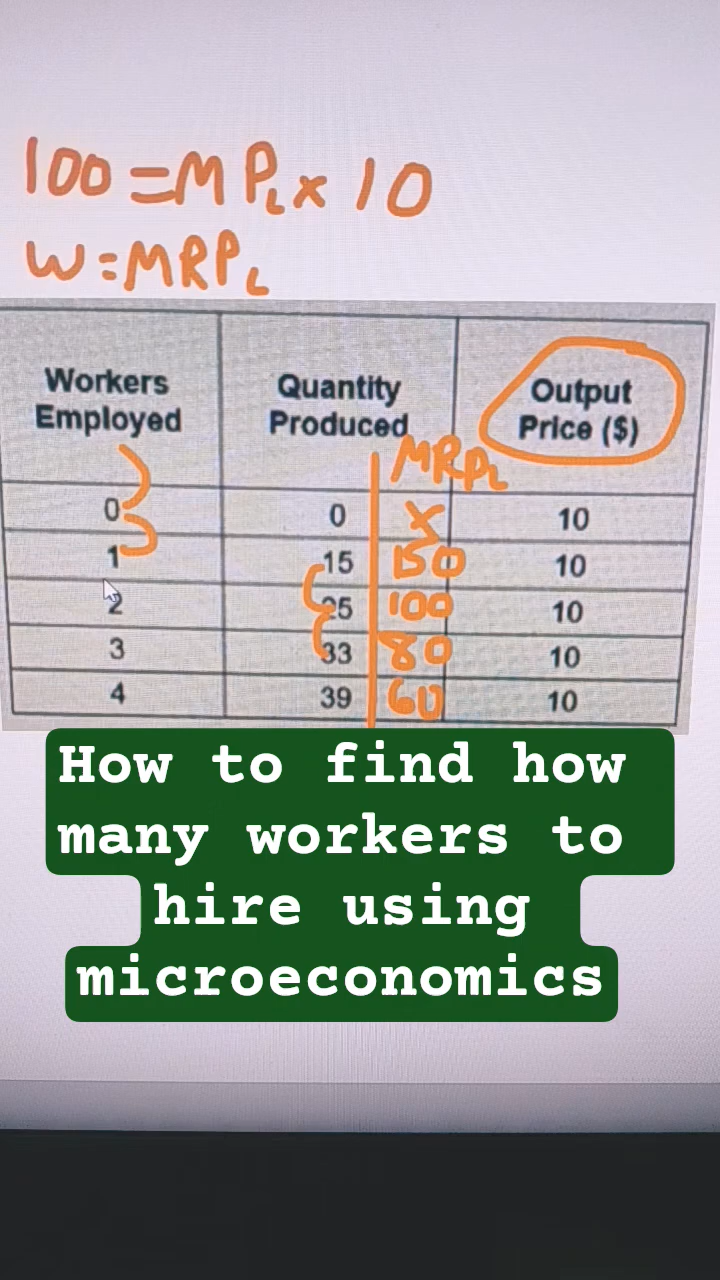 100 = MPL x 10
W = MRPL
Workers Employed Quantity Produced Output Price ($)
MRPL
0 0 x 10
1 15 150 10
2 25 100 10
3 33 80 10
4 39 60 10
How to find how
many workers to
hire using
microeconomics